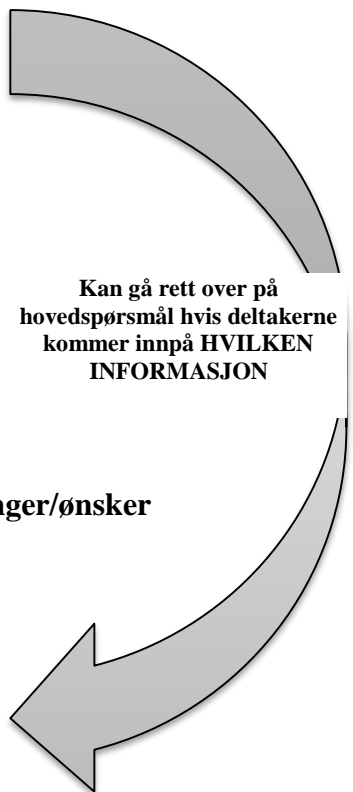 Kan gå rett over på
hovedspørsmål hvis deltakerne
kommer innpå HVILKEN
INFORMASJON
nger/ønsker